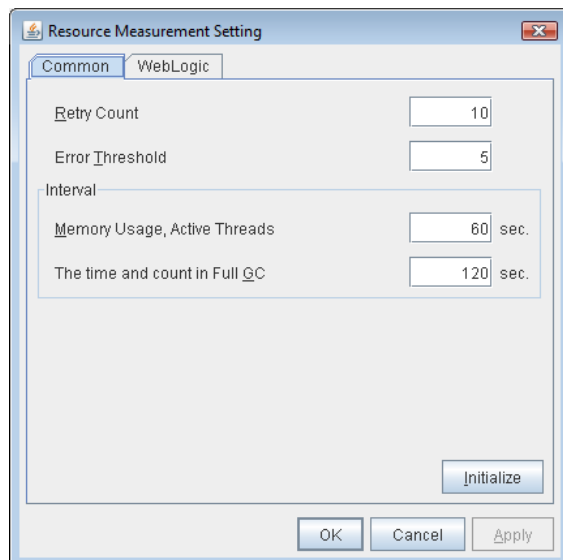 Resource Measurement Setting
Common WebLogic
Retry Count 10
Error Threshold 5
Interval
Memory Usage, Active Threads 60 sec.
The time and count in Full GC 120 sec.
Initialize
OK Cancel Apply